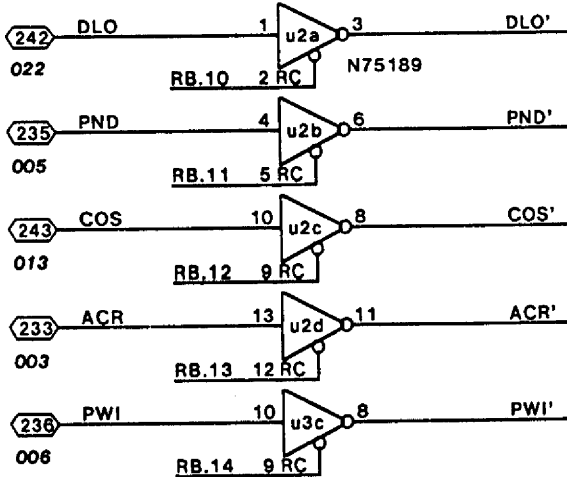 242 DLO 1 u2a 3 DLO'
022 RB.10 2 RC N75189
235 PND 4 u2b 6 PND'
005 RB.11 5 RC
243 COS 10 u2c 8 COS'
013 RB.12 9 RC
233 ACR 13 u2d 11 ACR'
003 RB.13 12 RC
236 PWI 10 u3c 8 PWI'
006 RB.14 9 RC